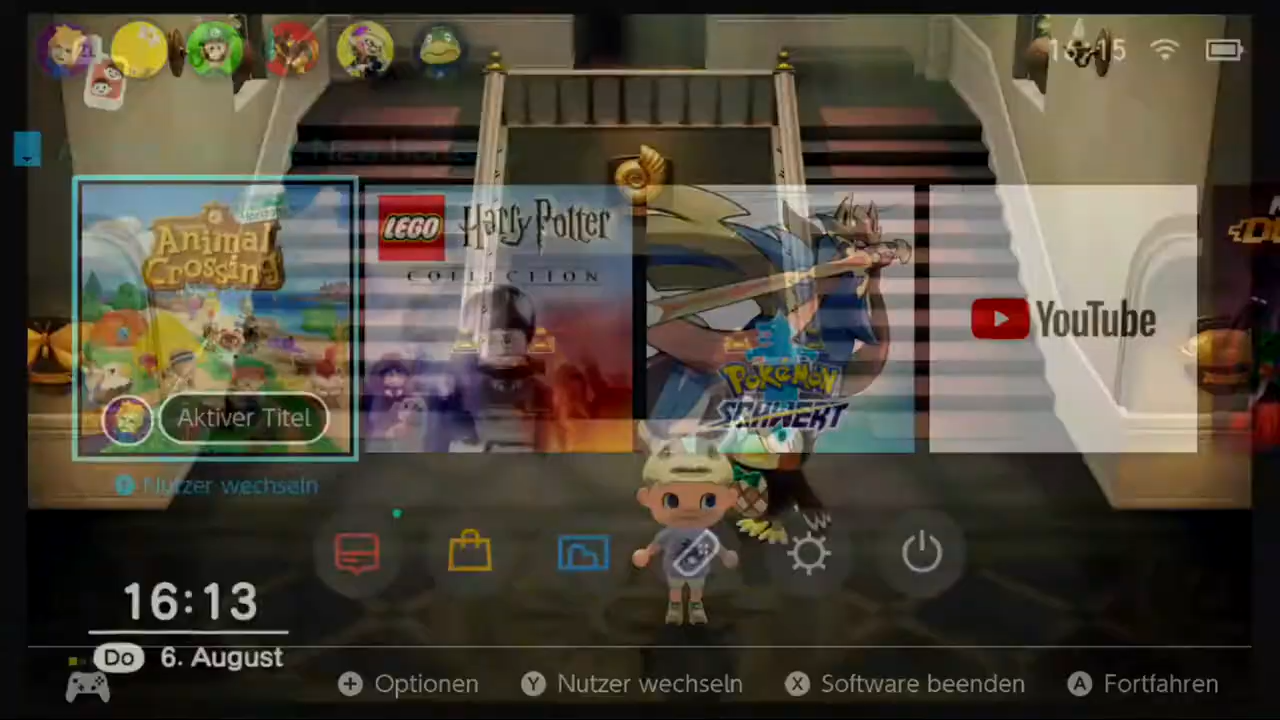 16:15
Animal
Crossing
LEGO
Harry Potter
COLLECTION
Pokémon
SCHWERT
YouTube
Aktiver Titel
Nutzer wechseln
16:13
Do 6. August
+ Optionen
Y Nutzer wechseln
X Software beenden
A Fortfahren